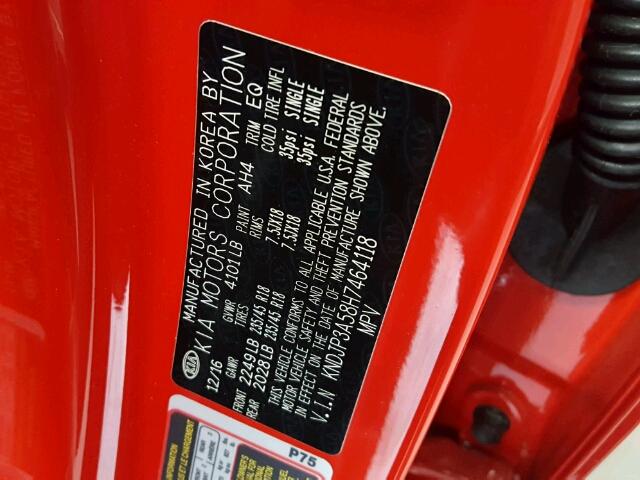 KIA MANUFACTURED IN KOREA BY
KIA MOTORS CORPORATION
12/16 GVWR 4101LB PAINT AH4 TRIM EQ
GAWR TIRES RIMS COLD TIRE INFL
FRONT 2249LB 235/45 R18 7.5JX18 35psi SINGLE
REAR 2028LB 235/45 R18 7.5JX18 35psi SINGLE
THIS VEHICLE CONFORMS TO ALL APPLICABLE U.S.A. FEDERAL
MOTOR VEHICLE SAFETY AND THEFT PREVENTION STANDARDS
IN EFFECT ON THE DATE OF MANUFACTURE SHOWN ABOVE.
V.I.N KNDJP3A58H7464118
MPV
P75